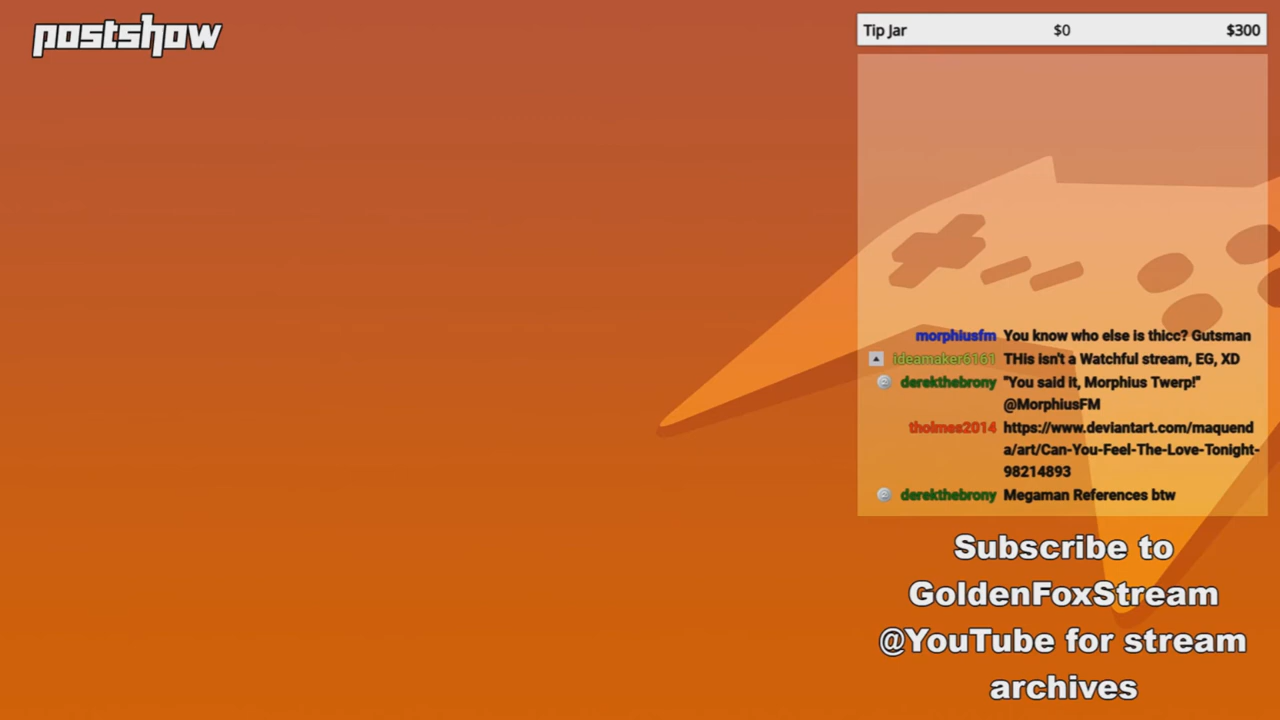 postshow
Tip Jar $0 $300
morphiusfm You know who else is thicc? Gutsman
ideamaker6161 THis isn't a Watchful stream, EG, XD
derekthebrony "You said it, Morphius Twerp!"
@MorphiusFM
tholmes2014 https://www.deviantart.com/maquend
a/art/Can-You-Feel-The-Love-Tonight-
98214893
derekthebrony Megaman References btw
Subscribe to
GoldenFoxStream
@YouTube for stream
archives